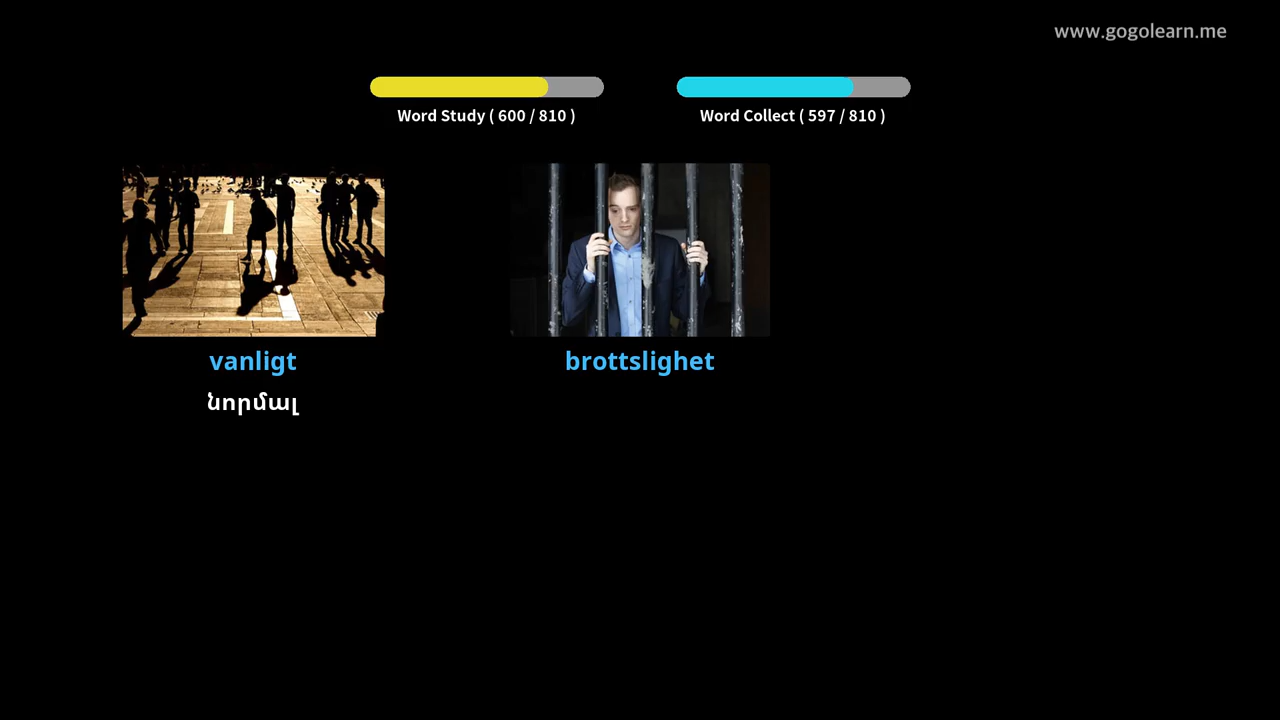 www.gogolearn.me
Word Study ( 600 / 810 )
Word Collect ( 597 / 810 )
vanligt
նորմալ
brottslighet